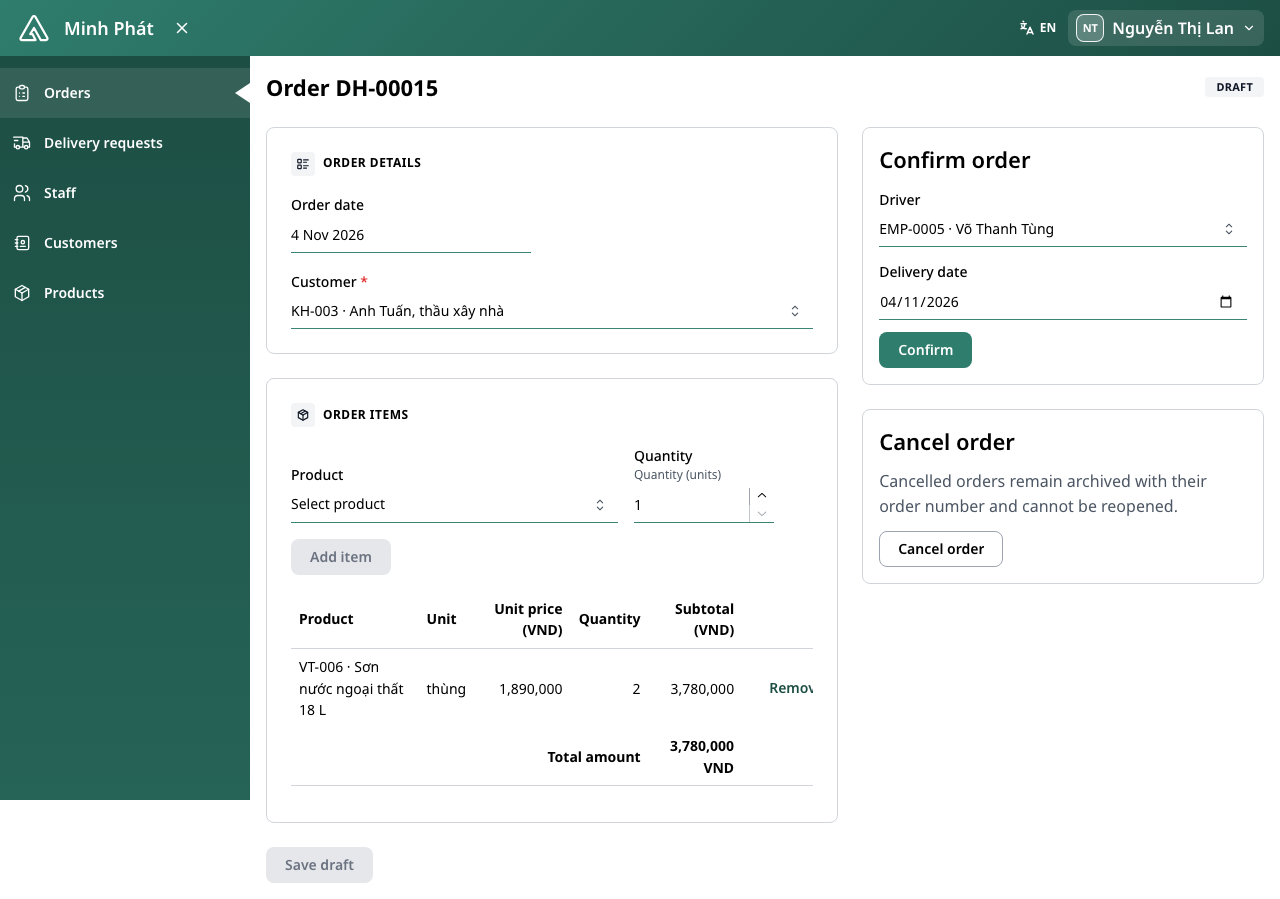 Minh Phát
EN
NT
Nguyễn Thị Lan
Orders
Delivery requests
Staff
Customers
Products
Order DH-00015
DRAFT
ORDER DETAILS
Order date
4 Nov 2026
Customer *
KH-003 · Anh Tuấn, thầu xây nhà
ORDER ITEMS
Product
Select product
Quantity
Quantity (units)
1
Add item
Product Unit Unit price (VND) Quantity Subtotal (VND)
VT-006 · Sơn
nước ngoại thất
18 L
thùng 1,890,000 2 3,780,000 Remov
Total amount 3,780,000
VND
Save draft
Confirm order
Driver
EMP-0005 · Võ Thanh Tùng
Delivery date
04/11/2026
Confirm
Cancel order
Cancelled orders remain archived with their
order number and cannot be reopened.
Cancel order